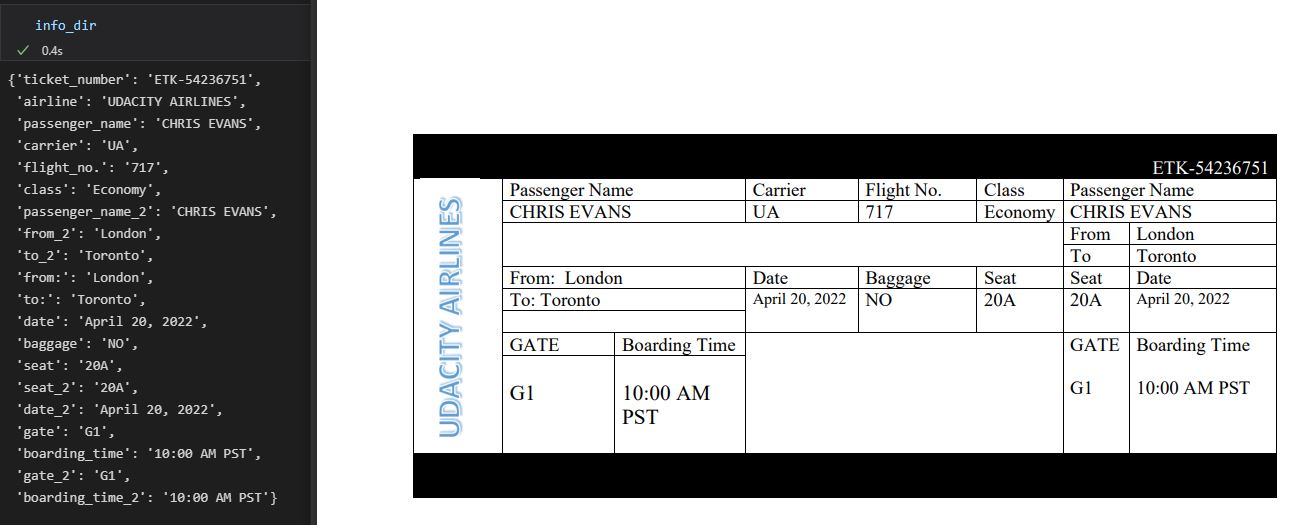 info_dir
0.4s
{'ticket_number': 'ETK-54236751',
'airline': 'UDACITY AIRLINES',
'passenger_name': 'CHRIS EVANS',
'carrier': 'UA',
'flight_no.': '717',
'class': 'Economy',
'passenger_name_2': 'CHRIS EVANS',
'from_2': 'London',
'to_2': 'Toronto',
'from:': 'London',
'to:': 'Toronto',
'date': 'April 20, 2022',
'baggage': 'NO',
'seat': '20A',
'seat_2': '20A',
'date_2': 'April 20, 2022',
'gate': 'G1',
'boarding_time': '10:00 AM PST',
'gate_2': 'G1',
'boarding_time_2': '10:00 AM PST'}
ETK-54236751
UDACITY AIRLINES
Passenger Name Carrier Flight No. Class Passenger Name
CHRIS EVANS UA 717 Economy CHRIS EVANS
From London
To Toronto
From: London Date Baggage Seat Seat Date
To: Toronto April 20, 2022 NO 20A 20A April 20, 2022
GATE Boarding Time GATE Boarding Time
G1 10:00 AM G1 10:00 AM PST
PST